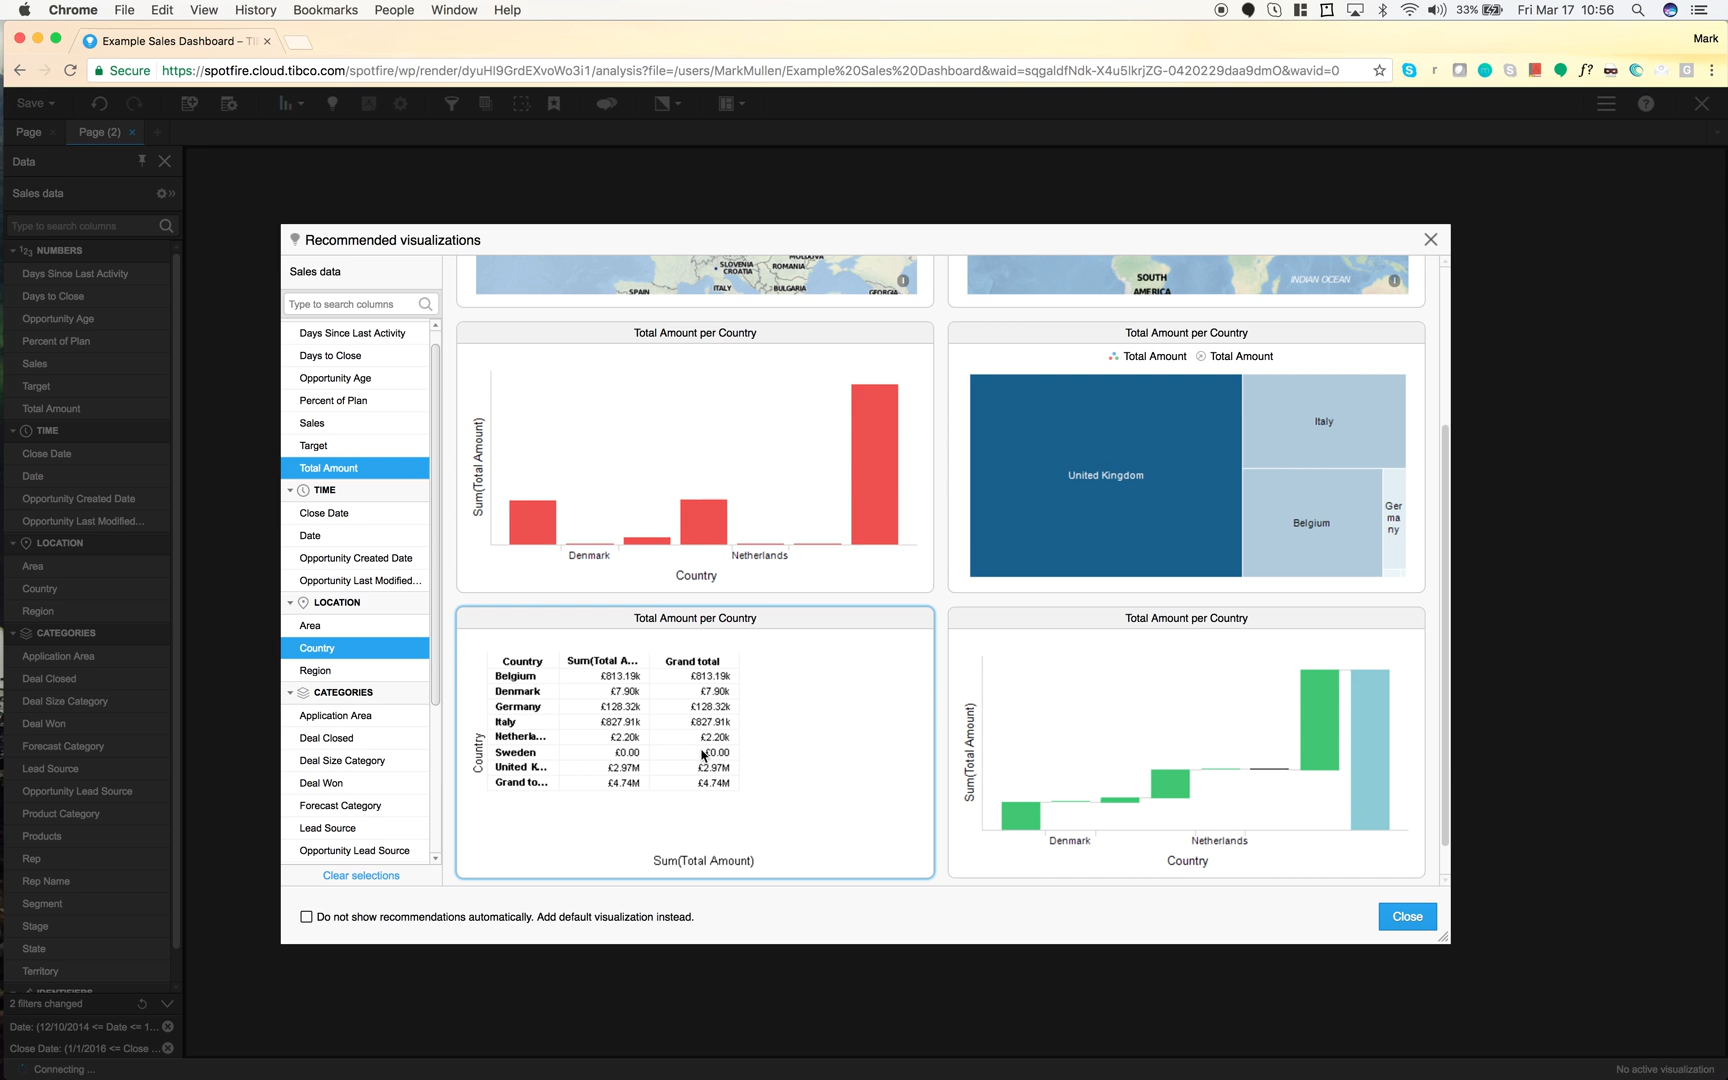 Chrome File Edit View History Bookmarks People Window Help
33% Fri Mar 17 10:56
Example Sales Dashboard – TI
Mark
Secure https://spotfire.cloud.tibco.com/spotfire/wp/render/
Save
Page Page (2)
Data
Sales data
Type to search columns
NUMBERS
Days Since Last Activity
Days to Close
Opportunity Age
Percent of Plan
Sales
Target
Total Amount
TIME
Close Date
Date
Opportunity Created Date
Opportunity Last Modified...
LOCATION
Area
Country
Region
CATEGORIES
Application Area
Deal Closed
Deal Size Category
Deal Won
Forecast Category
Lead Source
Opportunity Lead Source
Product Category
Products
Rep
Rep Name
Segment
Stage
State
Territory
2 filters changed
Date: (12/10/2014 <= Date <= 1...
Close Date: (1/1/2016 <= Close ...
Connecting ...
No active visualization
Recommended visualizations
Sales data
Type to search columns
Days Since Last Activity
Days to Close
Opportunity Age
Percent of Plan
Sales
Target
Total Amount
TIME
Close Date
Date
Opportunity Created Date
Opportunity Last Modified...
LOCATION
Area
Country
Region
CATEGORIES
Application Area
Deal Closed
Deal Size Category
Deal Won
Forecast Category
Lead Source
Opportunity Lead Source
Clear selections
SLOVENIA
CROATIA
ROMANIA
SPAIN
ITALY
BULGARIA
SOUTH
AMERICA
INDIAN OCEAN
Total Amount per Country
Sum(Total Amount)
Denmark Netherlands
Country
Total Amount per Country
Total Amount Total Amount
United Kingdom
Italy
Belgium
Ger
ma
ny
Total Amount per Country
Country Sum(Total A... Grand total
Belgium £813.19k £813.19k
Denmark £7.90k £7.90k
Germany £128.32k £128.32k
Italy £827.91k £827.91k
Netherla... £2.20k £2.20k
Sweden £0.00 £0.00
United K... £2.97M £2.97M
Grand to... £4.74M £4.74M
Country
Sum(Total Amount)
Total Amount per Country
Sum(Total Amount)
Denmark Netherlands
Country
Do not show recommendations automatically. Add default visualization instead.
Close